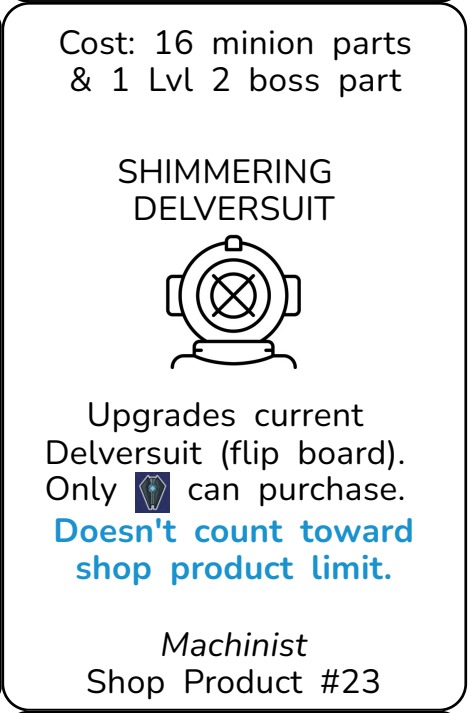 Cost: 16 minion parts
& 1 Lvl 2 boss part
SHIMMERING
DELVERSUIT
Upgrades current
Delversuit (flip board).
Only can purchase.
Doesn't count toward
shop product limit.
Machinist
Shop Product #23